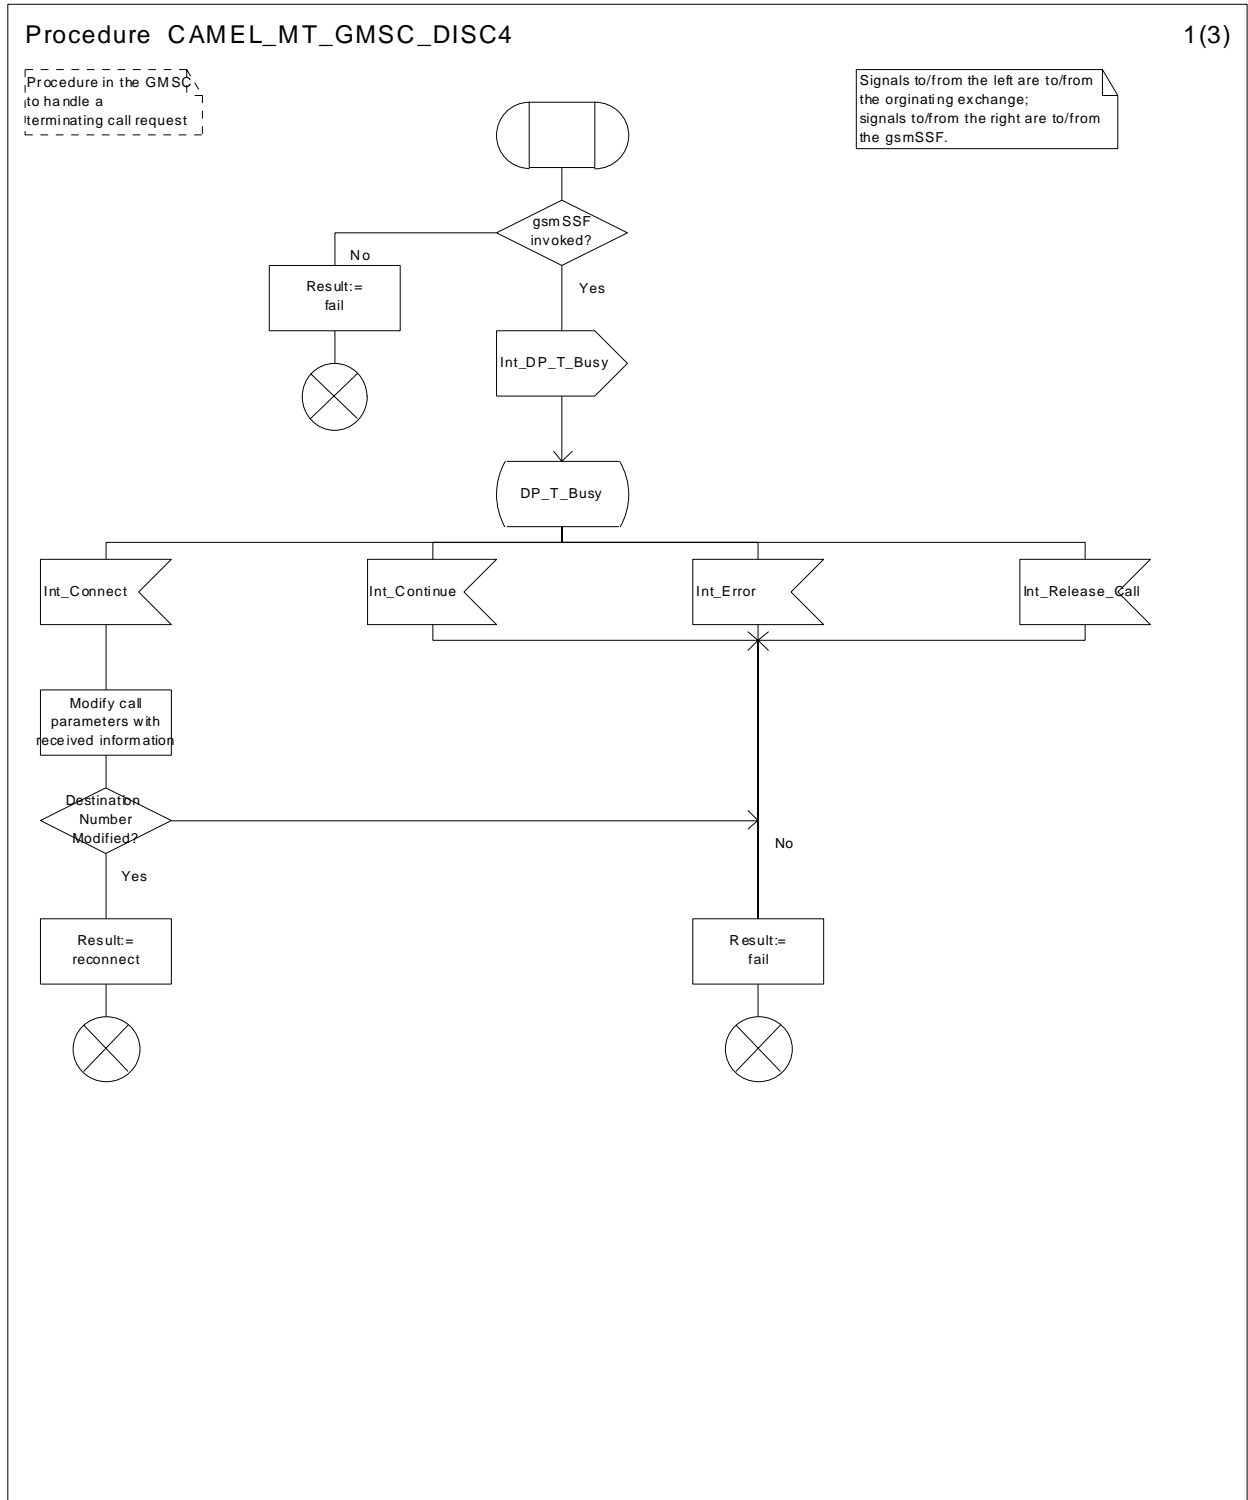 Procedure CAMEL_MT_GMSC_DISC4
1(3)
Procedure in the GMSC
to handle a
terminating call request
Signals to/from the left are to/from
the orginating exchange;
signals to/from the right are to/from
the gsmSSF.
gsmSSF
invoked?
No
Result:=
fail
Yes
Int_DP_T_Busy
DP_T_Busy
Int_Connect
Int_Continue
Int_Error
Int_Release_Call
Modify call
parameters with
received information
Destination
Number
Modified?
No
Yes
Result:=
reconnect
Result:=
fail